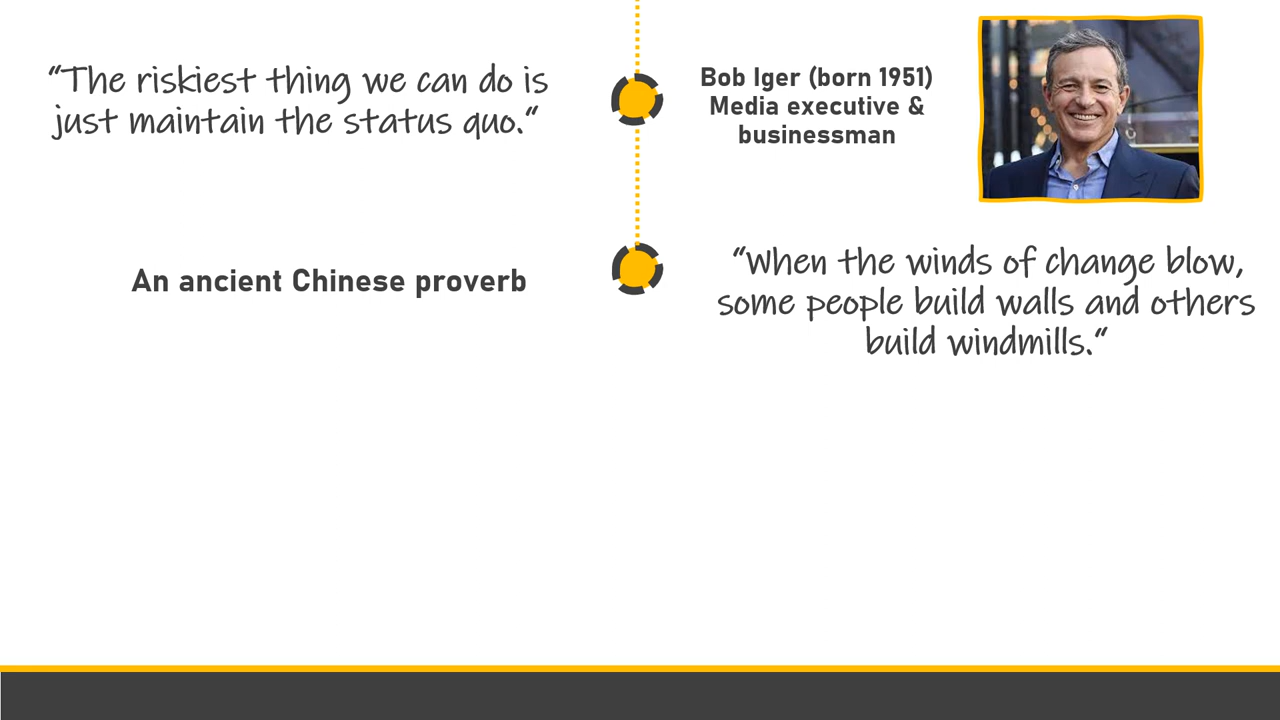 “The riskiest thing we can do is
just maintain the status quo.“
Bob Iger (born 1951)
Media executive &
businessman
An ancient Chinese proverb
“When the winds of change blow,
some people build walls and others
build windmills.“